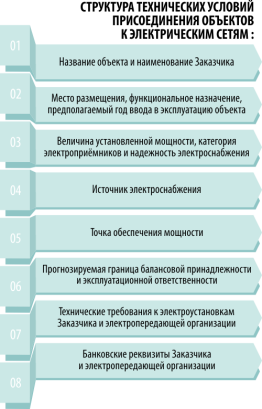 СТРУКТУРА ТЕХНИЧЕСКИХ УСЛОВИЙ
ПРИСОЕДИНЕНИЯ ОБЪЕКТОВ
К ЭЛЕКТРИЧЕСКИМ СЕТЯМ :
01
Название объекта и наименование Заказчика
02
Место размещения, функциональное назначение,
предполагаемый год ввода в эксплуатацию объекта
03
Величина установленной мощности, категория
электроприёмников и надежность электроснабжения
04
Источник электроснабжения
05
Точка обеспечения мощности
06
Прогнозируемая граница балансовой принадлежности
и эксплуатационной ответственности
07
Технические требования к электроустановкам
Заказчика и электропередающей организации
08
Банковские реквизиты Заказчика
и электропередающей организации